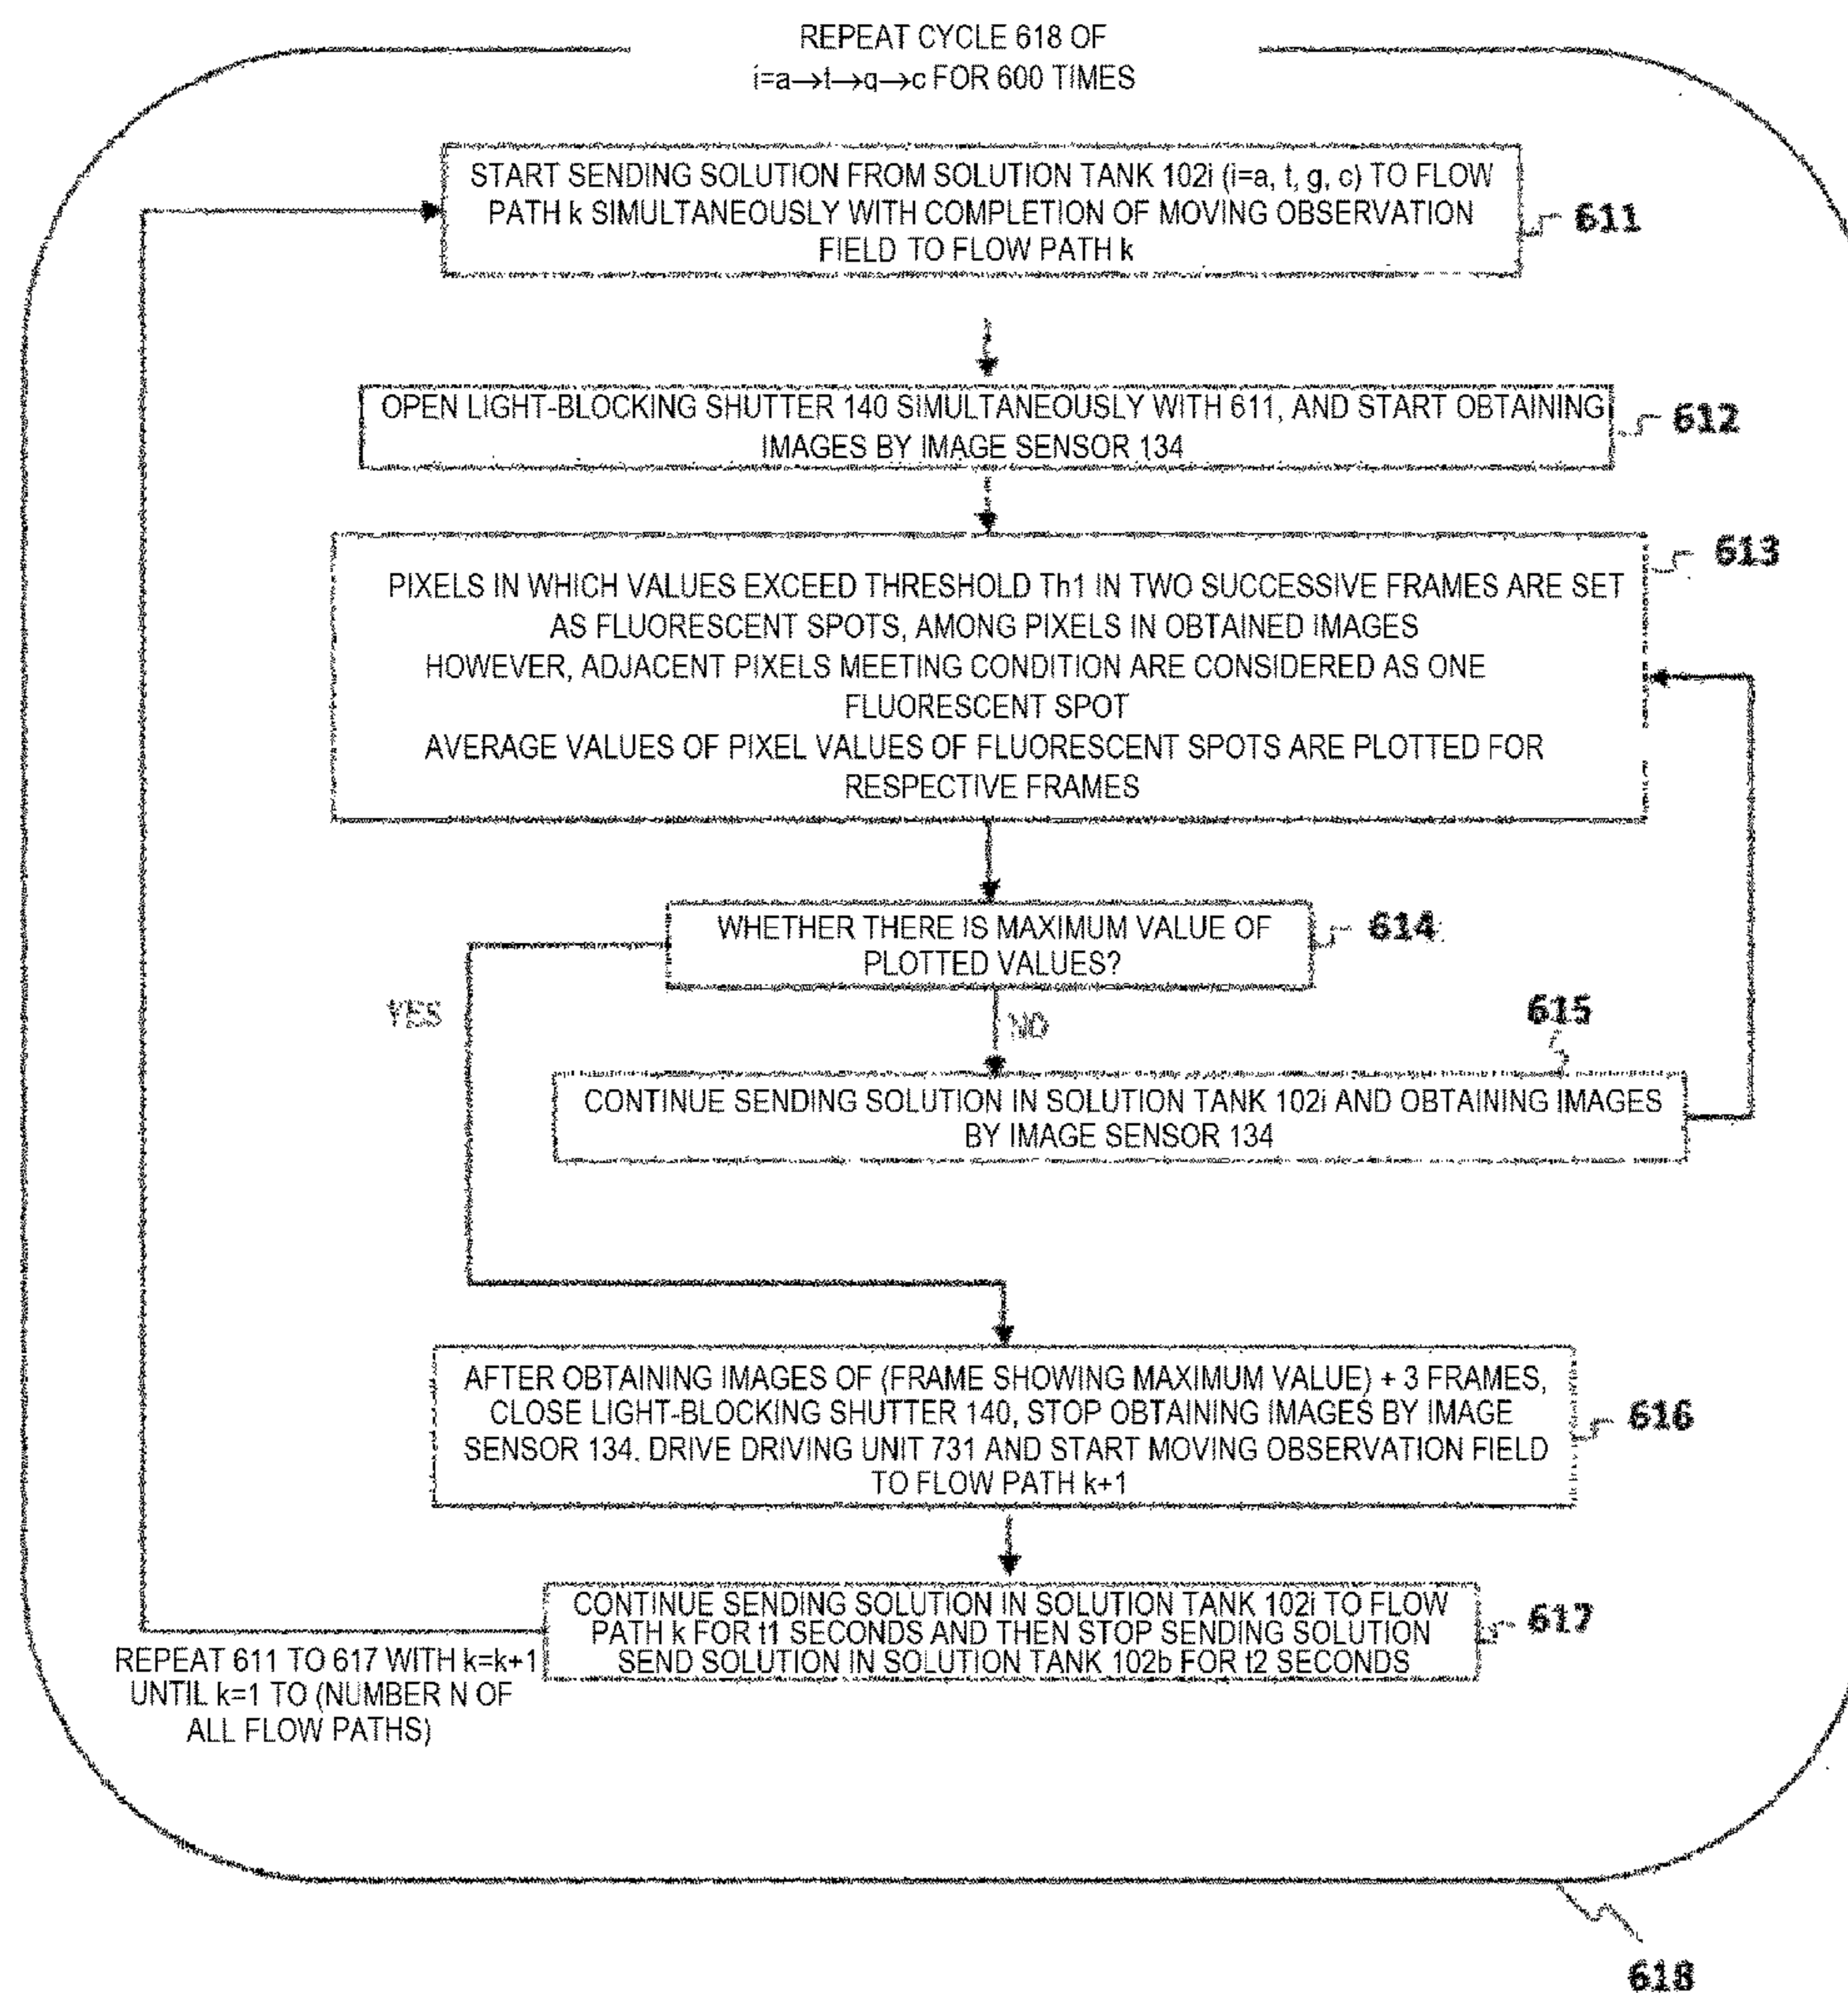 REPEAT CYCLE 618 OF
i=a→t→g→c FOR 600 TIMES
START SENDING SOLUTION FROM SOLUTION TANK 102i (i=a, t, g, c) TO FLOW
PATH k SIMULTANEOUSLY WITH COMPLETION OF MOVING OBSERVATION
FIELD TO FLOW PATH k
611
OPEN LIGHT-BLOCKING SHUTTER 140 SIMULTANEOUSLY WITH 611, AND START OBTAINING
IMAGES BY IMAGE SENSOR 134
612
613
PIXELS IN WHICH VALUES EXCEED THRESHOLD Th1 IN TWO SUCCESSIVE FRAMES ARE SET
AS FLUORESCENT SPOTS, AMONG PIXELS IN OBTAINED IMAGES
HOWEVER, ADJACENT PIXELS MEETING CONDITION ARE CONSIDERED AS ONE
FLUORESCENT SPOT
AVERAGE VALUES OF PIXEL VALUES OF FLUORESCENT SPOTS ARE PLOTTED FOR
RESPECTIVE FRAMES
WHETHER THERE IS MAXIMUM VALUE OF
PLOTTED VALUES?
614
YES
NO
615
CONTINUE SENDING SOLUTION IN SOLUTION TANK 102i AND OBTAINING IMAGES
BY IMAGE SENSOR 134
AFTER OBTAINING IMAGES OF (FRAME SHOWING MAXIMUM VALUE) + 3 FRAMES,
CLOSE LIGHT-BLOCKING SHUTTER 140, STOP OBTAINING IMAGES BY IMAGE
SENSOR 134. DRIVE DRIVING UNIT 731 AND START MOVING OBSERVATION FIELD
TO FLOW PATH k+1
616
CONTINUE SENDING SOLUTION IN SOLUTION TANK 102i TO FLOW
PATH k FOR t1 SECONDS AND THEN STOP SENDING SOLUTION
SEND SOLUTION IN SOLUTION TANK 102b FOR t2 SECONDS
617
REPEAT 611 TO 617 WITH k=k+1
UNTIL k=1 TO (NUMBER N OF
ALL FLOW PATHS)
618